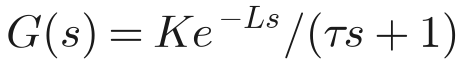 G(s) = Ke^{-Ls}/(τs + 1)